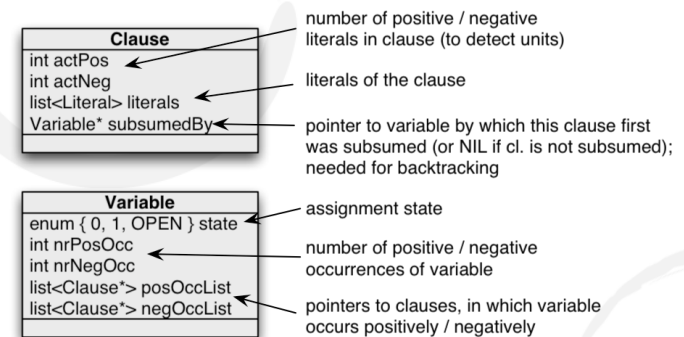 Clause
int actPos
int actNeg
list<Literal> literals
Variable* subsumedBy
number of positive / negative
literals in clause (to detect units)
literals of the clause
pointer to variable by which this clause first
was subsumed (or NIL if cl. is not subsumed);
needed for backtracking
Variable
enum { 0, 1, OPEN } state
int nrPosOcc
int nrNegOcc
list<Clause*> posOccList
list<Clause*> negOccList
assignment state
number of positive / negative
occurrences of variable
pointers to clauses, in which variable
occurs positively / negatively